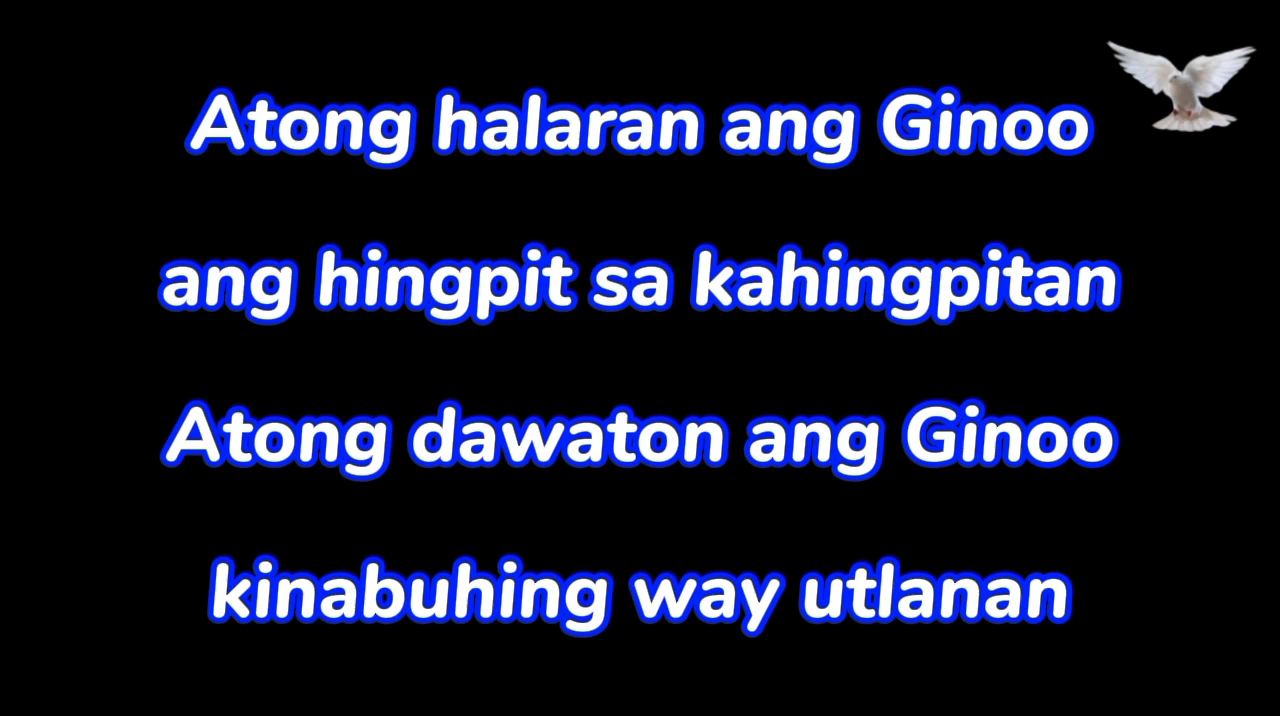 Atong halaran ang Ginoo
ang hingpit sa kahingpitan
Atong dawaton ang Ginoo
kinabuhing way utlanan